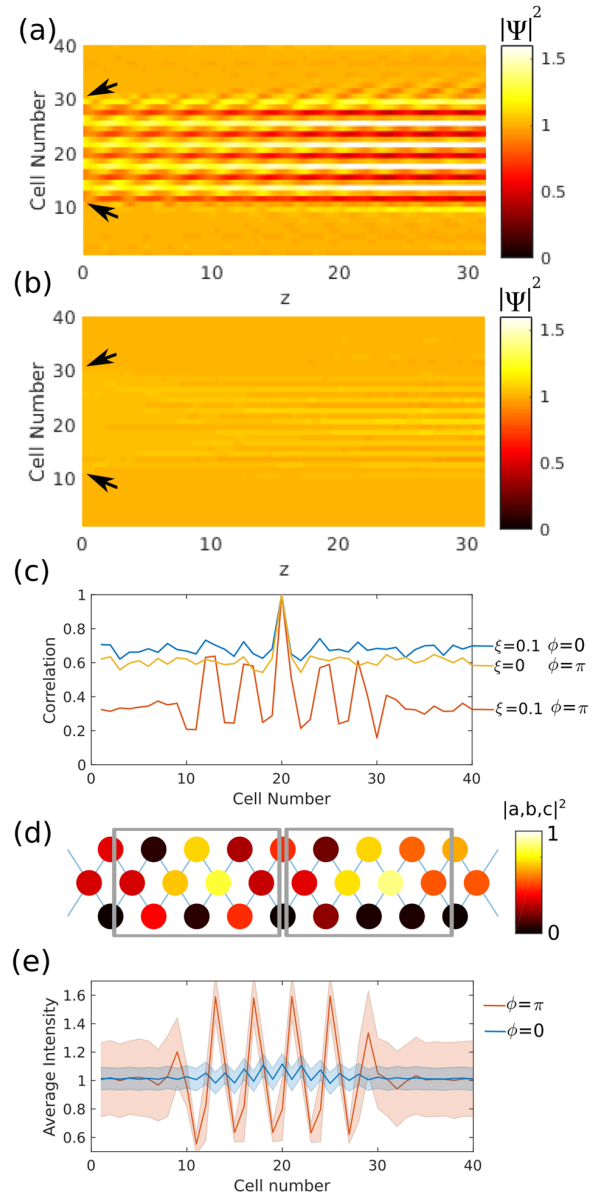 (a)
|Ψ|²
40
30
20
10
Cell Number
0 10 20 30
z
1.5
1
0.5
0
(b)
|Ψ|²
40
30
20
10
Cell Number
0 10 20 30
z
1.5
1
0.5
0
(c)
1
0.8
0.6
0.4
0.2
0
Correlation
ξ=0.1 ϕ=0
ξ=0 ϕ=π
ξ=0.1 ϕ=π
0 10 20 30 40
Cell Number
(d)
|a,b,c|²
1
0
(e)
1.6
1.4
1.2
1.0
0.8
0.6
Average Intensity
ϕ=π
ϕ=0
0 10 20 30 40
Cell number